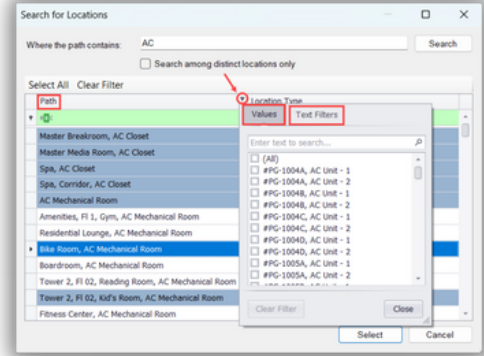 Search for Locations
Where the path contains: AC Search
Search among distinct locations only
Select All Clear Filter
Path Location Type
Values Text Filters
Enter text to search...
(All)
#PG-1004A, AC Unit - 1
#PG-1004A, AC Unit - 2
#PG-1004B, AC Unit - 1
#PG-1004B, AC Unit - 2
#PG-1004C, AC Unit - 1
#PG-1004C, AC Unit - 2
#PG-1004D, AC Unit - 1
#PG-1004D, AC Unit - 2
#PG-1005A, AC Unit - 1
#PG-1005A, AC Unit - 2
Clear Filter Close
Master Breakroom, AC Closet
Master Media Room, AC Closet
Spa, AC Closet
Spa, Corridor, AC Closet
AC Mechanical Room
Amenities, Fl 1, Gym, AC Mechanical Room
Residential Lounge, AC Mechanical Room
Bike Room, AC Mechanical Room
Boardroom, AC Mechanical Room
Tower 2, Fl 02, Reading Room, AC Mechanical Room
Tower 2, Fl 02, Kid's Room, AC Mechanical Room
Fitness Center, AC Mechanical Room
Select Cancel